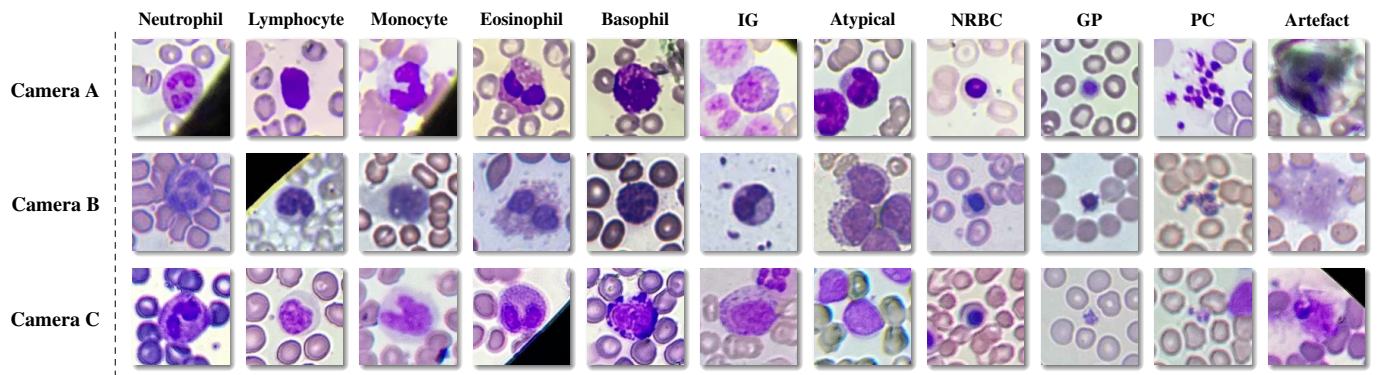 Neutrophil Lymphocyte Monocyte Eosinophil Basophil IG Atypical NRBC GP PC Artefact
Camera A
Camera B
Camera C